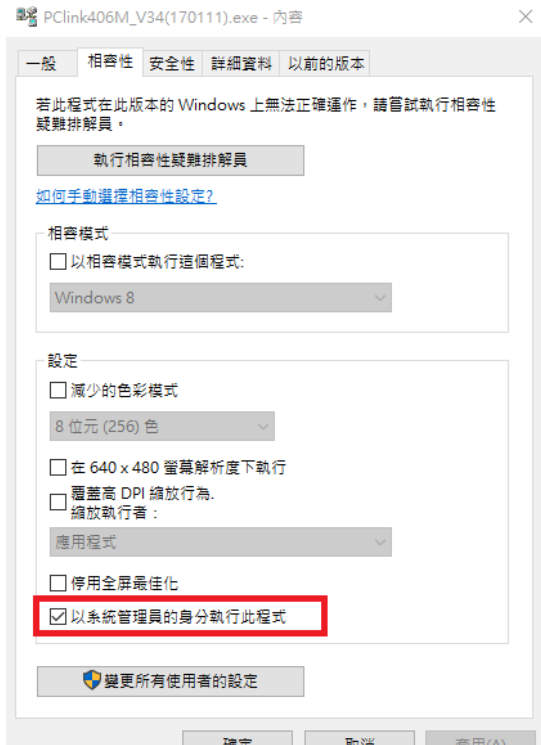 PClink406M_V34(170111).exe - 內容
一般 相容性 安全性 詳細資料 以前的版本
若此程式在此版本的 Windows 上無法正確運作，請嘗試執行相容性
疑難排解員。
執行相容性疑難排解員
如何手動選擇相容性設定?
相容模式
以相容模式執行這個程式:
Windows 8
設定
減少的色彩模式
8 位元 (256) 色
在 640 x 480 螢幕解析度下執行
覆蓋高 DPI 縮放行為.
縮放執行者：
應用程式
停用全屏最佳化
以系統管理員的身分執行此程式
變更所有使用者的設定
確定 取消 套用(A)